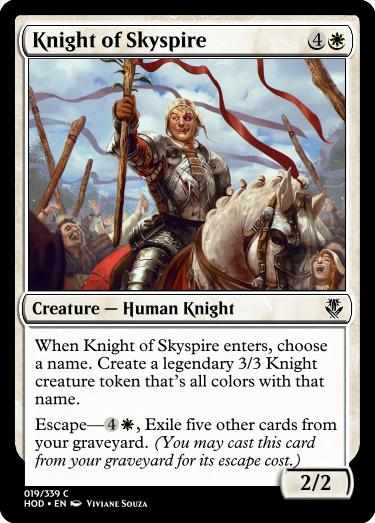 Knight of Skyspire 4
Creature — Human Knight
When Knight of Skyspire enters, choose
a name. Create a legendary 3/3 Knight
creature token that's all colors with that
name.
Escape—4, Exile five other cards from
your graveyard. (You may cast this card
from your graveyard for its escape cost.)
2/2
019/339 C
HOD • EN Viviane Souza